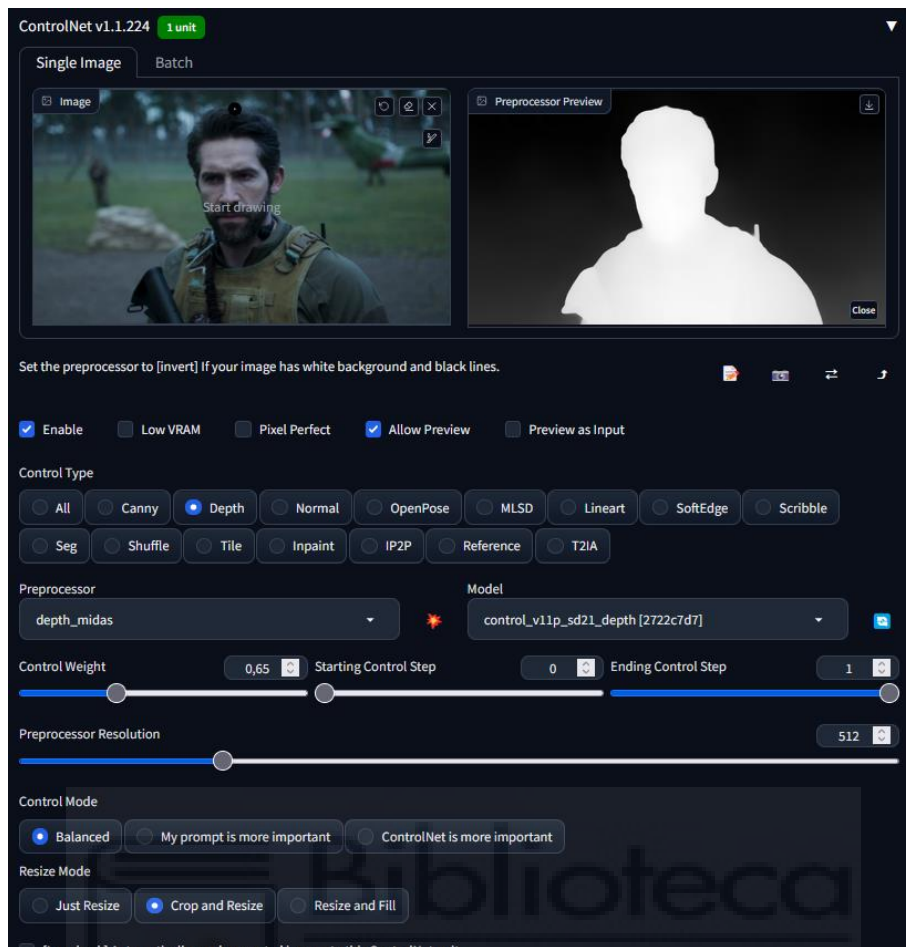 ControlNet v1.1.224 1 unit
Single Image Batch
Image
Start drawing
Preprocessor Preview
Close
Set the preprocessor to [invert] If your image has white background and black lines.
Enable Low VRAM Pixel Perfect Allow Preview Preview as Input
Control Type
All Canny Depth Normal OpenPose MLSD Lineart SoftEdge Scribble
Seg Shuffle Tile Inpaint IP2P Reference T2IA
Preprocessor Model
depth_midas control_v11p_sd21_depth [2722c7d7]
Control Weight 0,65 Starting Control Step 0 Ending Control Step 1
Preprocessor Resolution 512
Control Mode
Balanced My prompt is more important ControlNet is more important
Resize Mode
Just Resize Crop and Resize Resize and Fill
Biblioteca